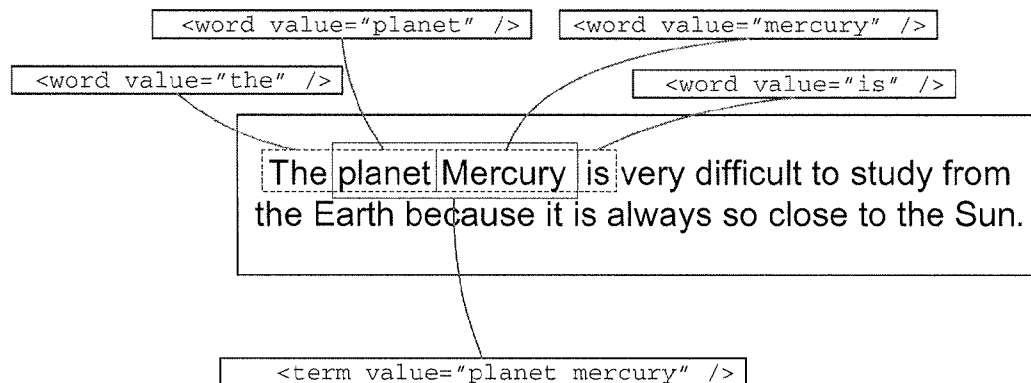 <word value="planet" />
<word value="mercury" />
<word value="the" />
<word value="is" />
The planet Mercury is very difficult to study from
the Earth because it is always so close to the Sun.
<term value="planet mercury" />